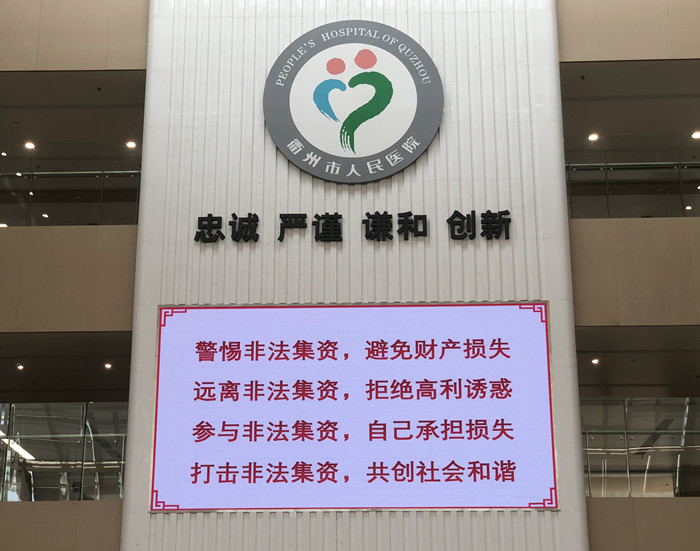 PEOPLE'S HOSPITAL OF QUZHOU
衢州市人民医院
忠诚 严谨 谦和 创新
警惕非法集资，避免财产损失
远离非法集资，拒绝高利诱惑
参与非法集资，自己承担损失
打击非法集资，共创社会和谐